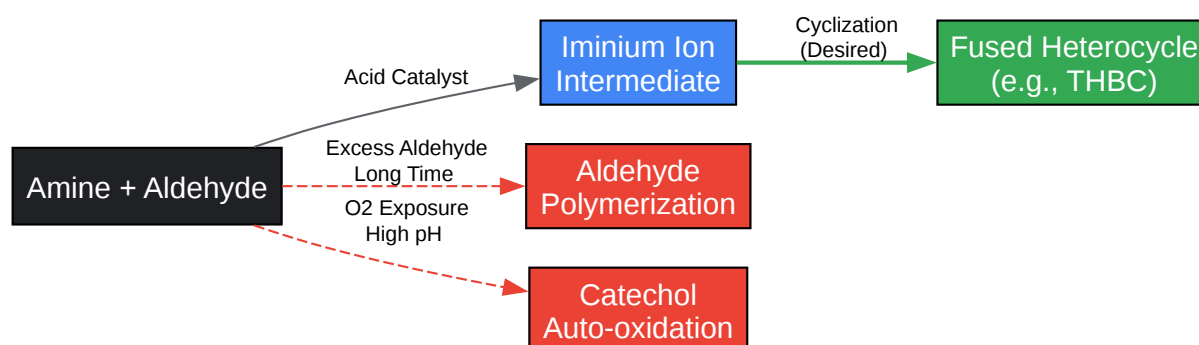 Amine + Aldehyde
Acid Catalyst
Iminium Ion
Intermediate
Cyclization
(Desired)
Fused Heterocycle
(e.g., THBC)
Excess Aldehyde
Long Time
Aldehyde
Polymerization
O2 Exposure
High pH
Catechol
Auto-oxidation